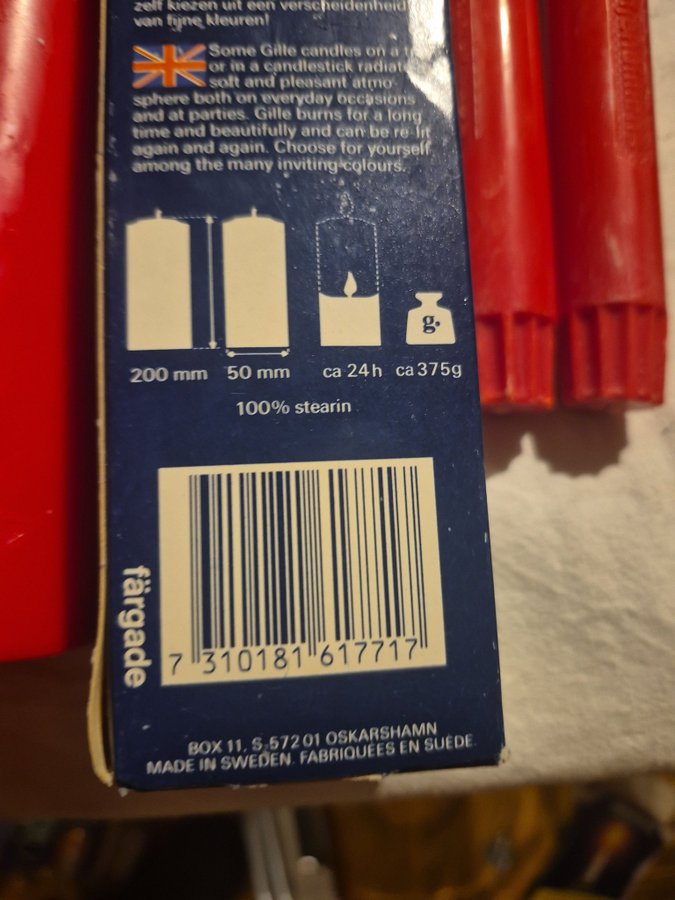 zelf kiezen uit een verscheidenheid
van fijne kleuren!
Some Gille candles on a
or in a candlestick radiate
soft and pleasant atmo
sphere both on everyday occasions
and at parties. Gille burns for a long
time and beautifully and can be re-lit
again and again. Choose for yourself
among the many inviting colours.
g.
200 mm 50 mm ca 24 h ca 375g
100% stearin
7 310181 617717
färgade
BOX 11, S-572 01 OSKARSHAMN
MADE IN SWEDEN. FABRIQUÉES EN SUÈDE.